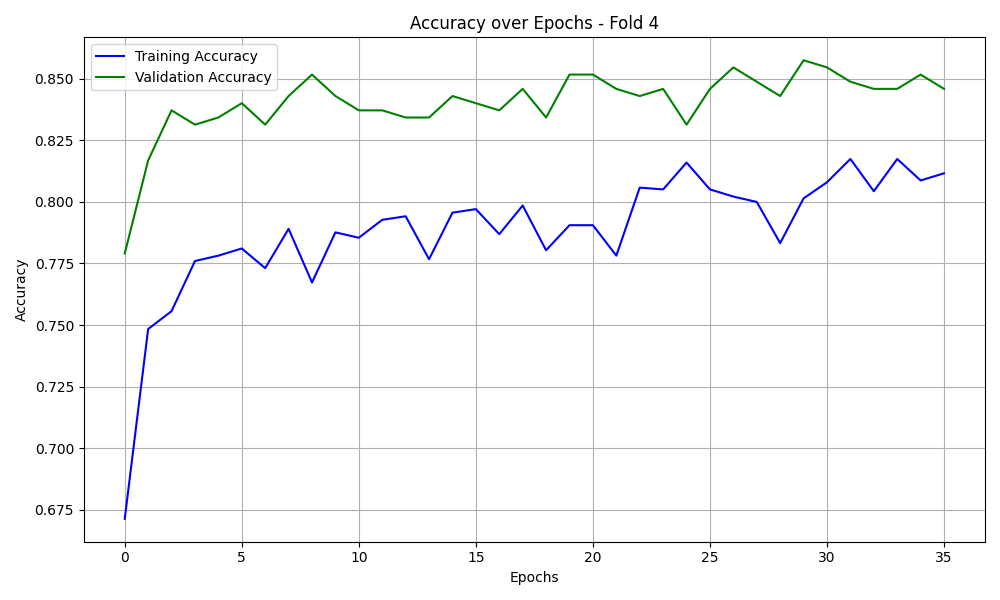 Accuracy over Epochs - Fold 4
Training Accuracy
Validation Accuracy
0.850
0.825
0.800
0.775
0.750
0.725
0.700
0.675
Accuracy
0 5 10 15 20 25 30 35
Epochs